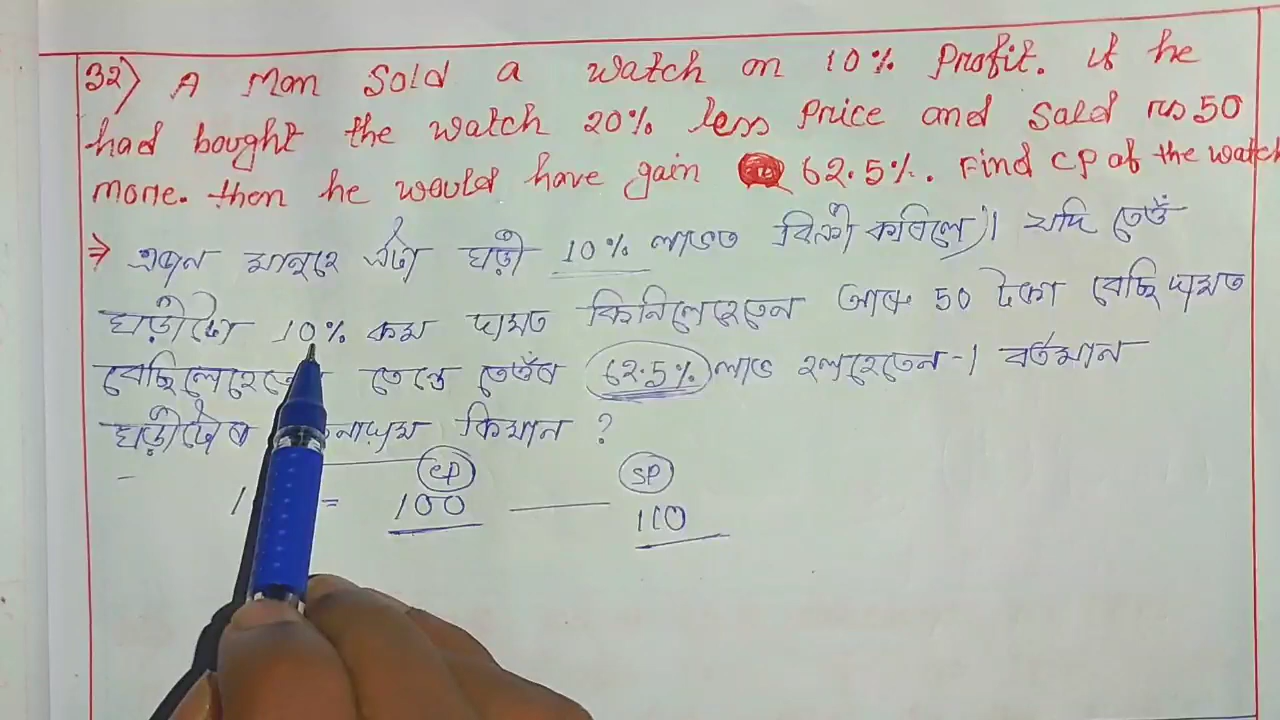 32) A Man Sold a watch on 10% Profit. if he
had bought the watch 20% less Price and Sold rs 50
more. then he would have gain 62.5%. Find CP of the watch
⇒ এজন মানুহে এটা ঘড়ী 10% লাভত বিক্ৰী কৰিলে। যদি তেওঁ
ঘড়ীটো 10% কম দামত কিনিলেহেতেন আৰু 50 টকা বেছি দামত
বেছিলেহেতেন তেন্তে তেওঁৰ 62.5% লাভ হলহেতেন। বৰ্তমান
ঘড়ীটোৰ কিমান ?
CP SP
= 100 — 110